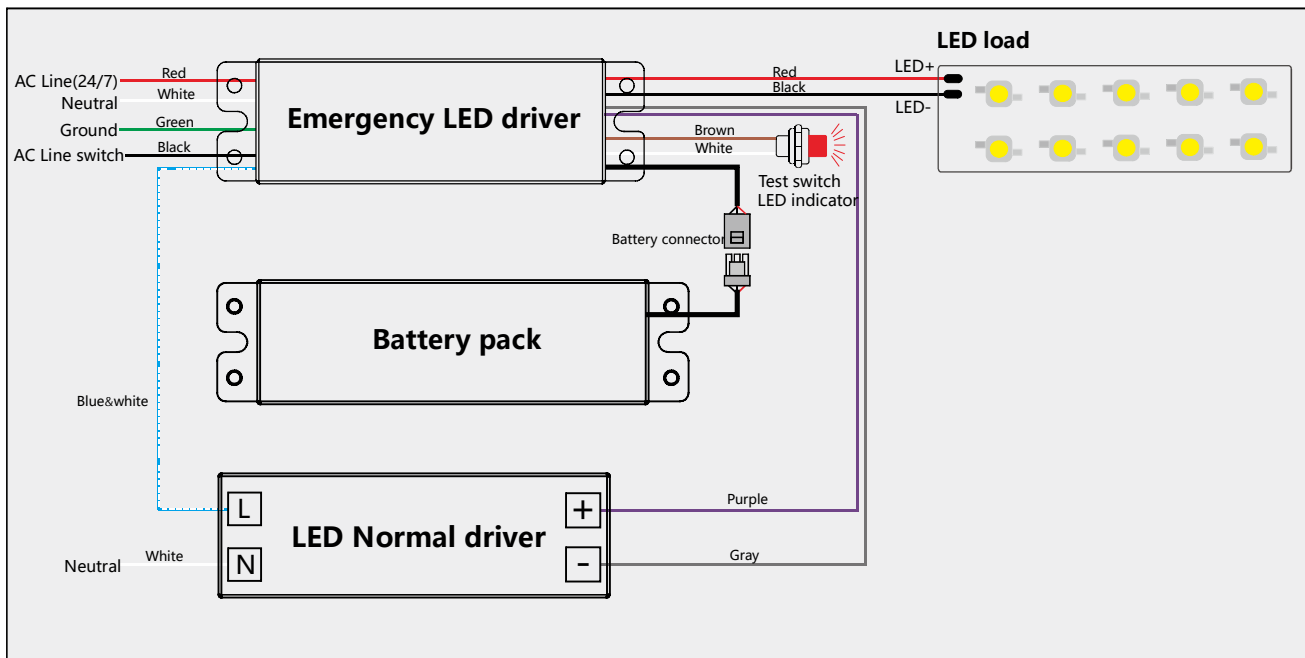 LED load
AC Line(24/7)
Red
Neutral
White
Ground
Green
AC Line switch
Black
Emergency LED driver
Red
Black
LED+
LED-
Brown
White
Test switch
LED indicator
Battery connector
Battery pack
Blue&white
L
N
LED Normal driver
+
-
Purple
Gray
Neutral
White